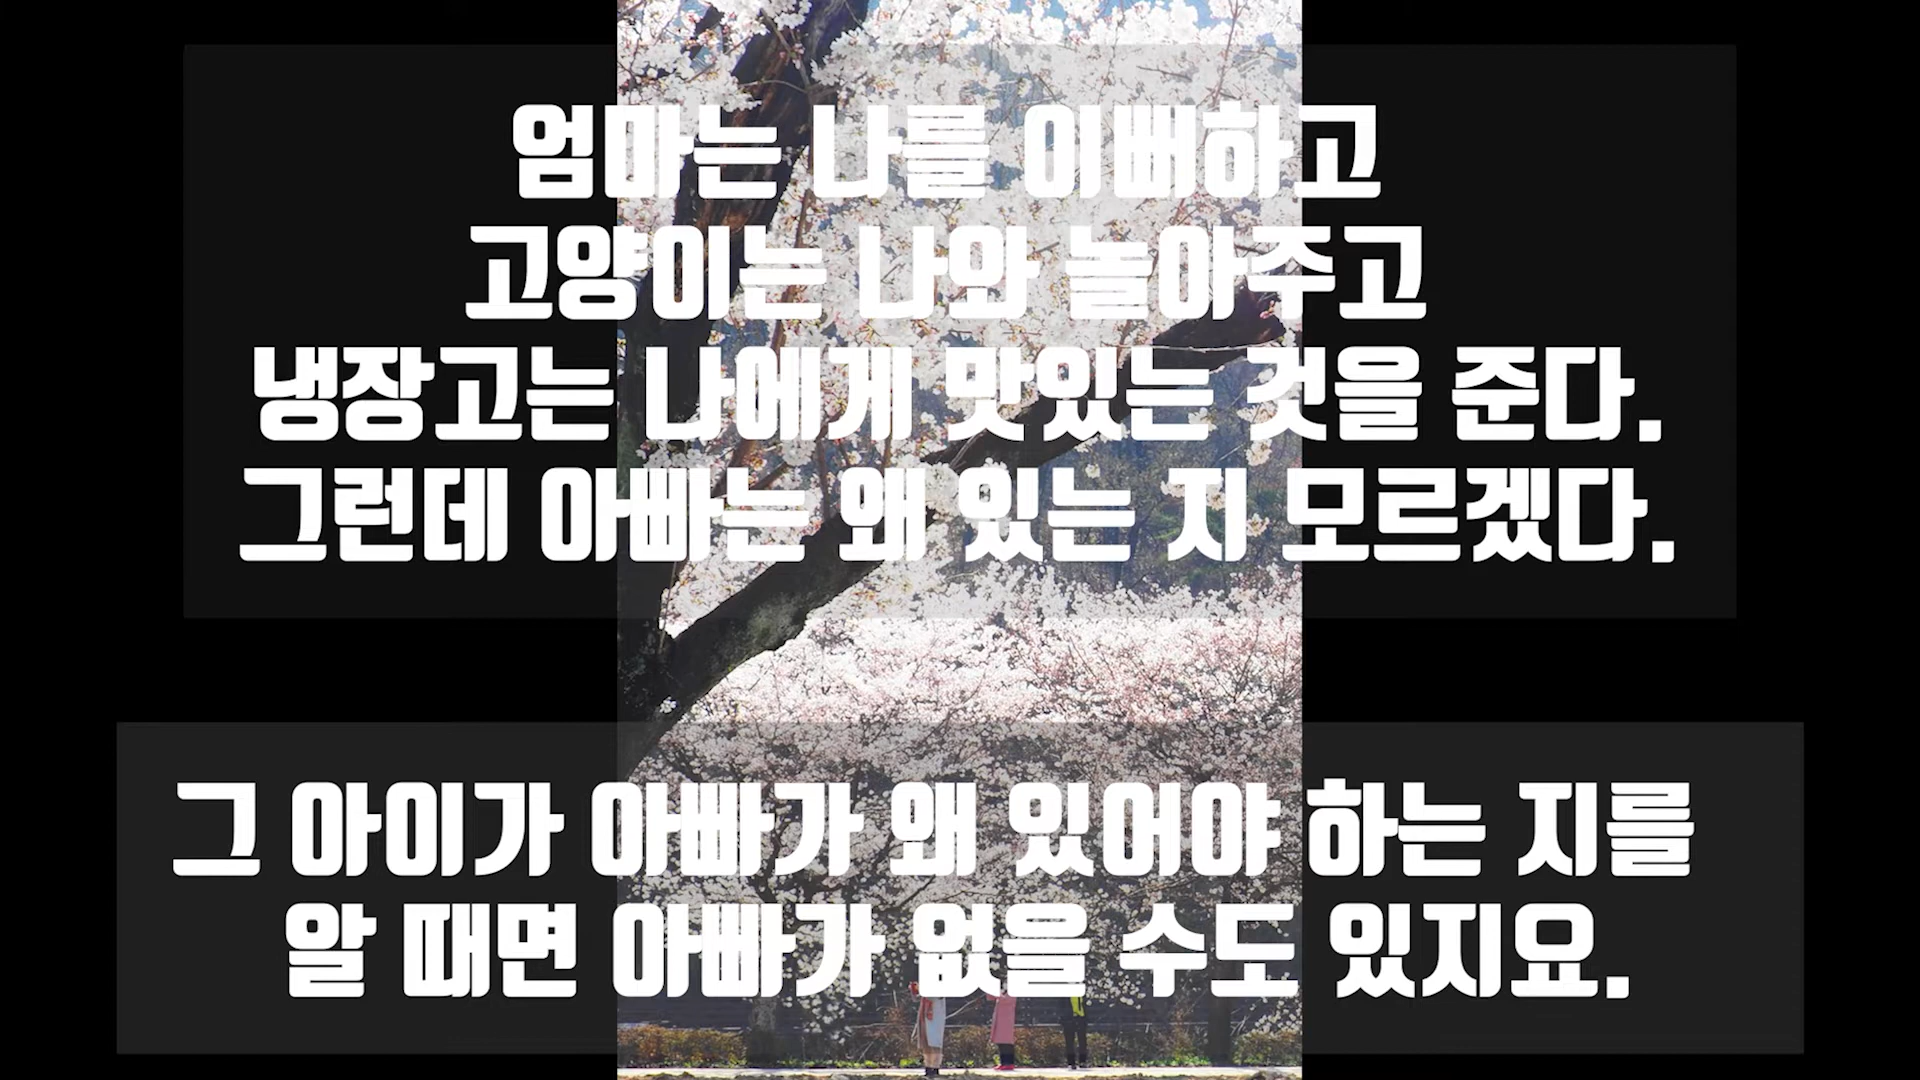 엄마는 나를 이뻐하고
고양이는 나와 놀아주고
냉장고는 나에게 맛있는 것을 준다.
그런데 아빠는 왜 있는 지 모르겠다.
그 아이가 아빠가 왜 있어야 하는 지를
알 때면 아빠가 없을 수도 있지요.